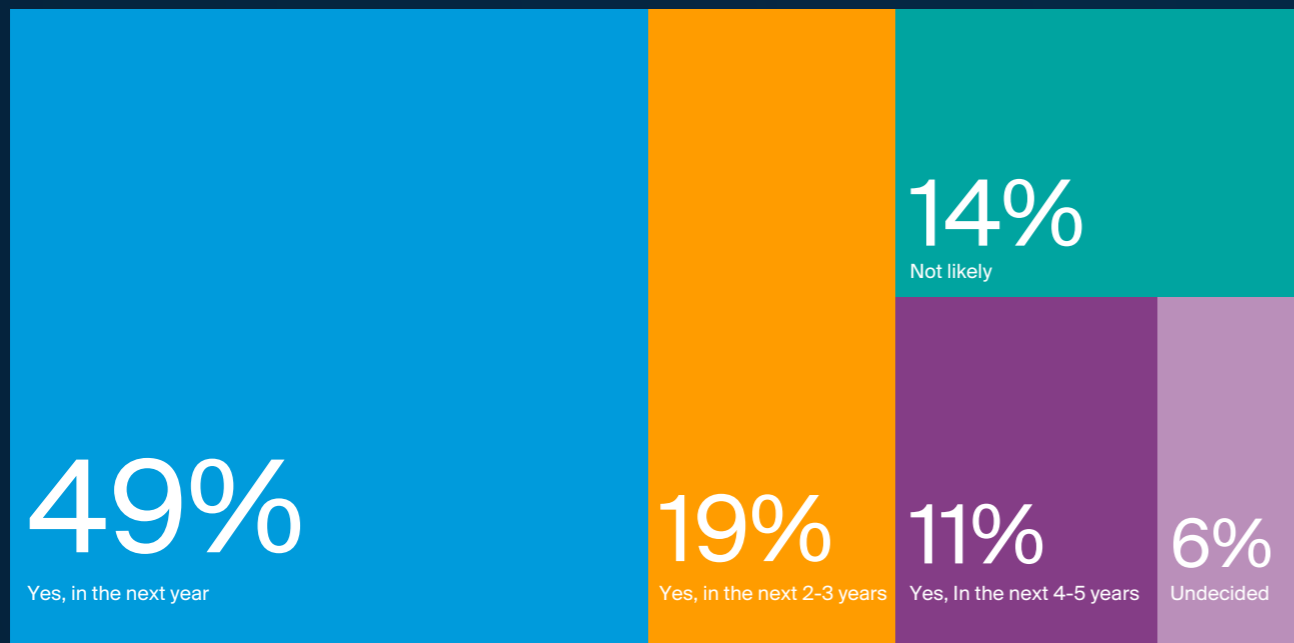 49%
Yes, in the next year
19%
Yes, in the next 2-3 years
14%
Not likely
11%
Yes, In the next 4-5 years
6%
Undecided